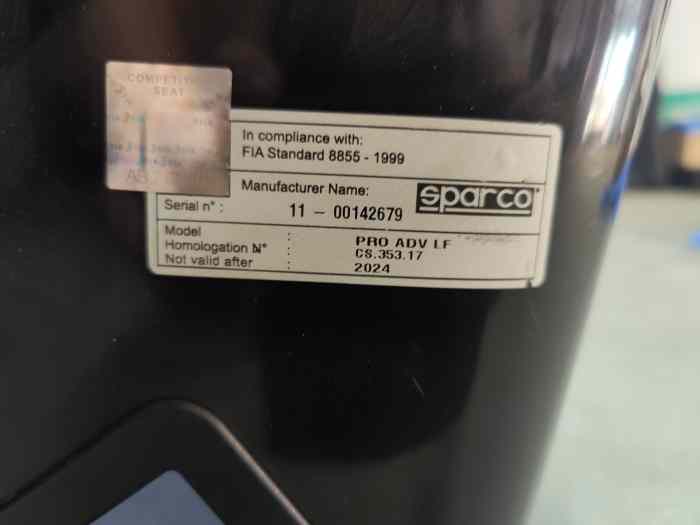 COMPETITION
SEAT
In compliance with:
FIA Standard 8855 - 1999
Manufacturer Name:
sparco
Serial n° :
11 - 00142679
Model : PRO ADV LF
Homologation N° : CS.353.17
Not valid after : 2024